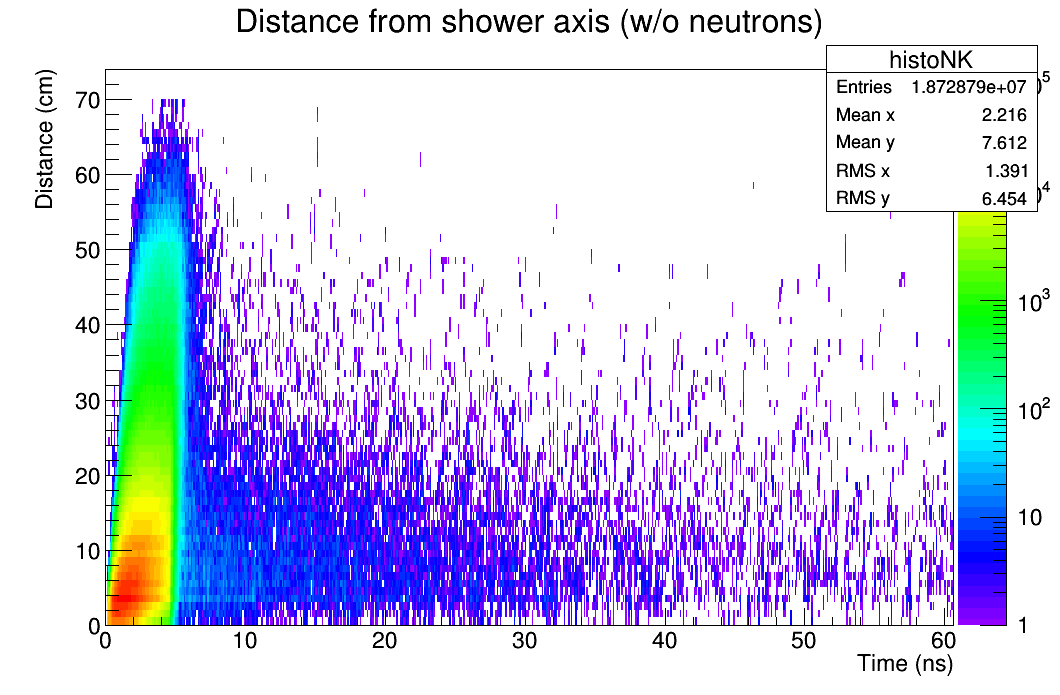 Distance from shower axis (w/o neutrons)
histoNK
Entries 1.872879e+07
Mean x 2.216
Mean y 7.612
RMS x 1.391
RMS y 6.454
Distance (cm)
70
60
50
40
30
20
10
0
0 10 20 30 40 50 60
Time (ns)
5
4
10³
10²
10
1